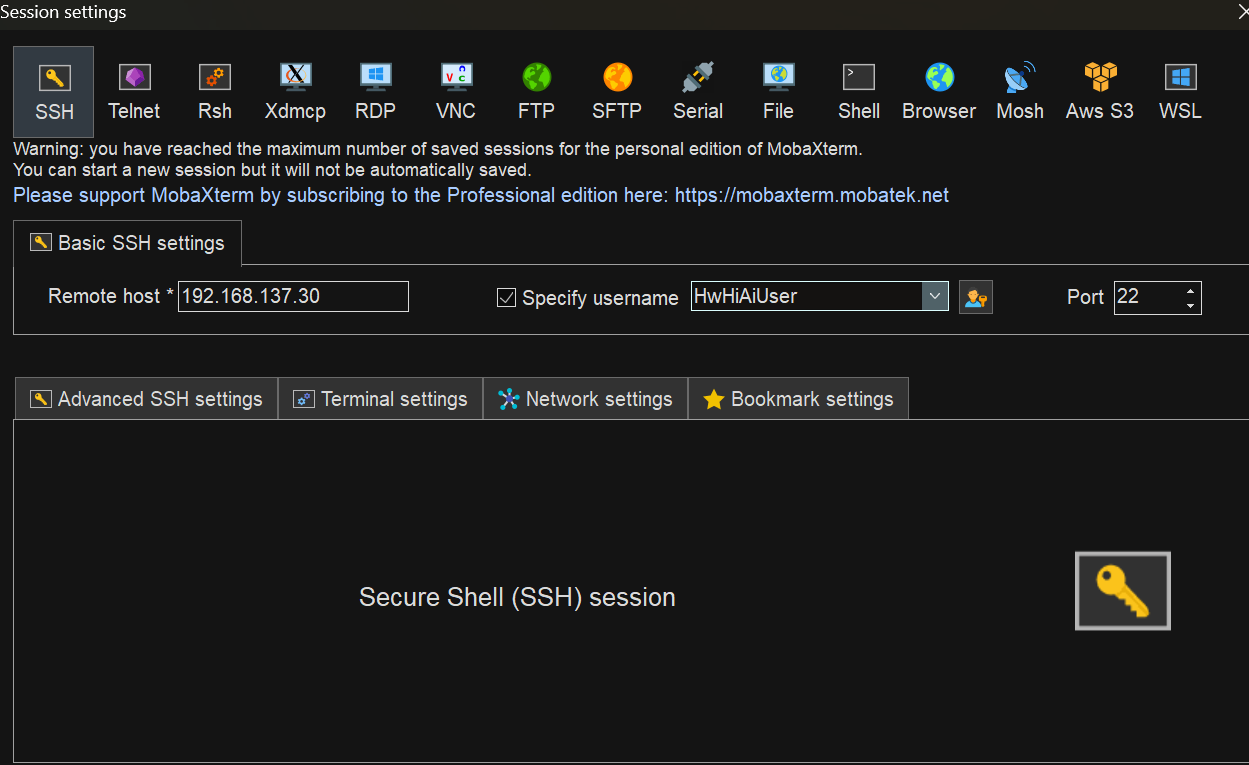 Session settings
SSH Telnet Rsh Xdmcp RDP VNC FTP SFTP Serial File Shell Browser Mosh Aws S3 WSL
Warning: you have reached the maximum number of saved sessions for the personal edition of MobaXterm.
You can start a new session but it will not be automatically saved.
Please support MobaXterm by subscribing to the Professional edition here: https://mobaxterm.mobatek.net
Basic SSH settings
Remote host * 192.168.137.30 Specify username HwHiAiUser Port 22
Advanced SSH settings Terminal settings Network settings Bookmark settings
Secure Shell (SSH) session